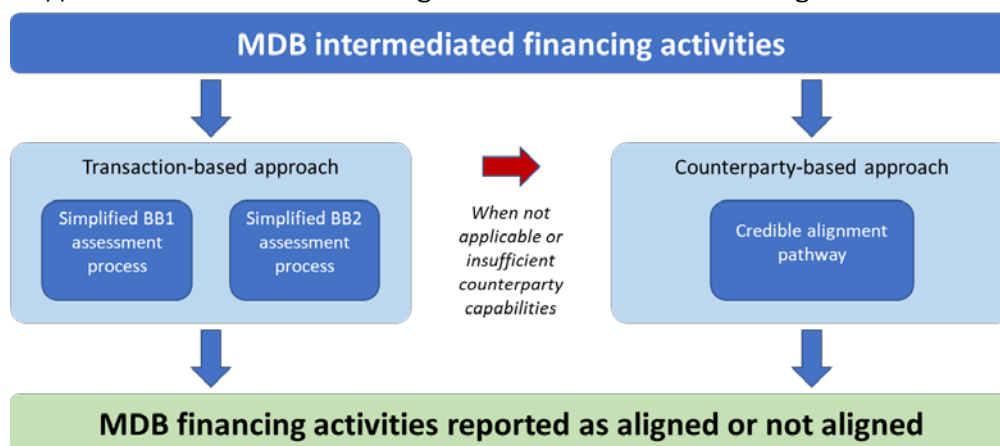 MDB intermediated financing activities
Transaction-based approach
Simplified BB1
assessment
process
Simplified BB2
assessment
process
When not
applicable or
insufficient
counterparty
capabilities
Counterparty-based approach
Credible alignment
pathway
MDB financing activities reported as aligned or not aligned